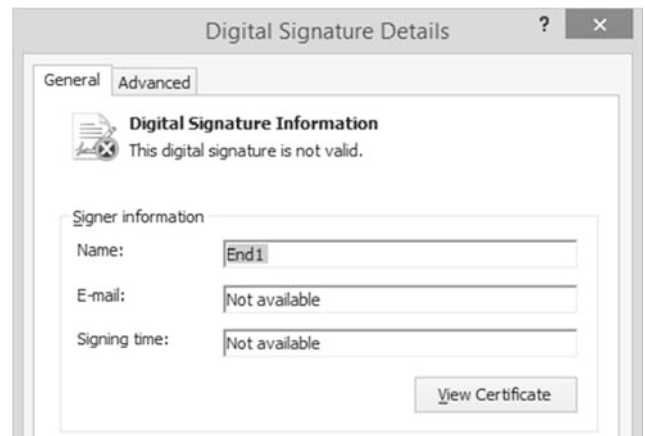 Digital Signature Details ? ×
General Advanced
Digital Signature Information
This digital signature is not valid.
Signer information
Name: End1
E-mail: Not available
Signing time: Not available
View Certificate